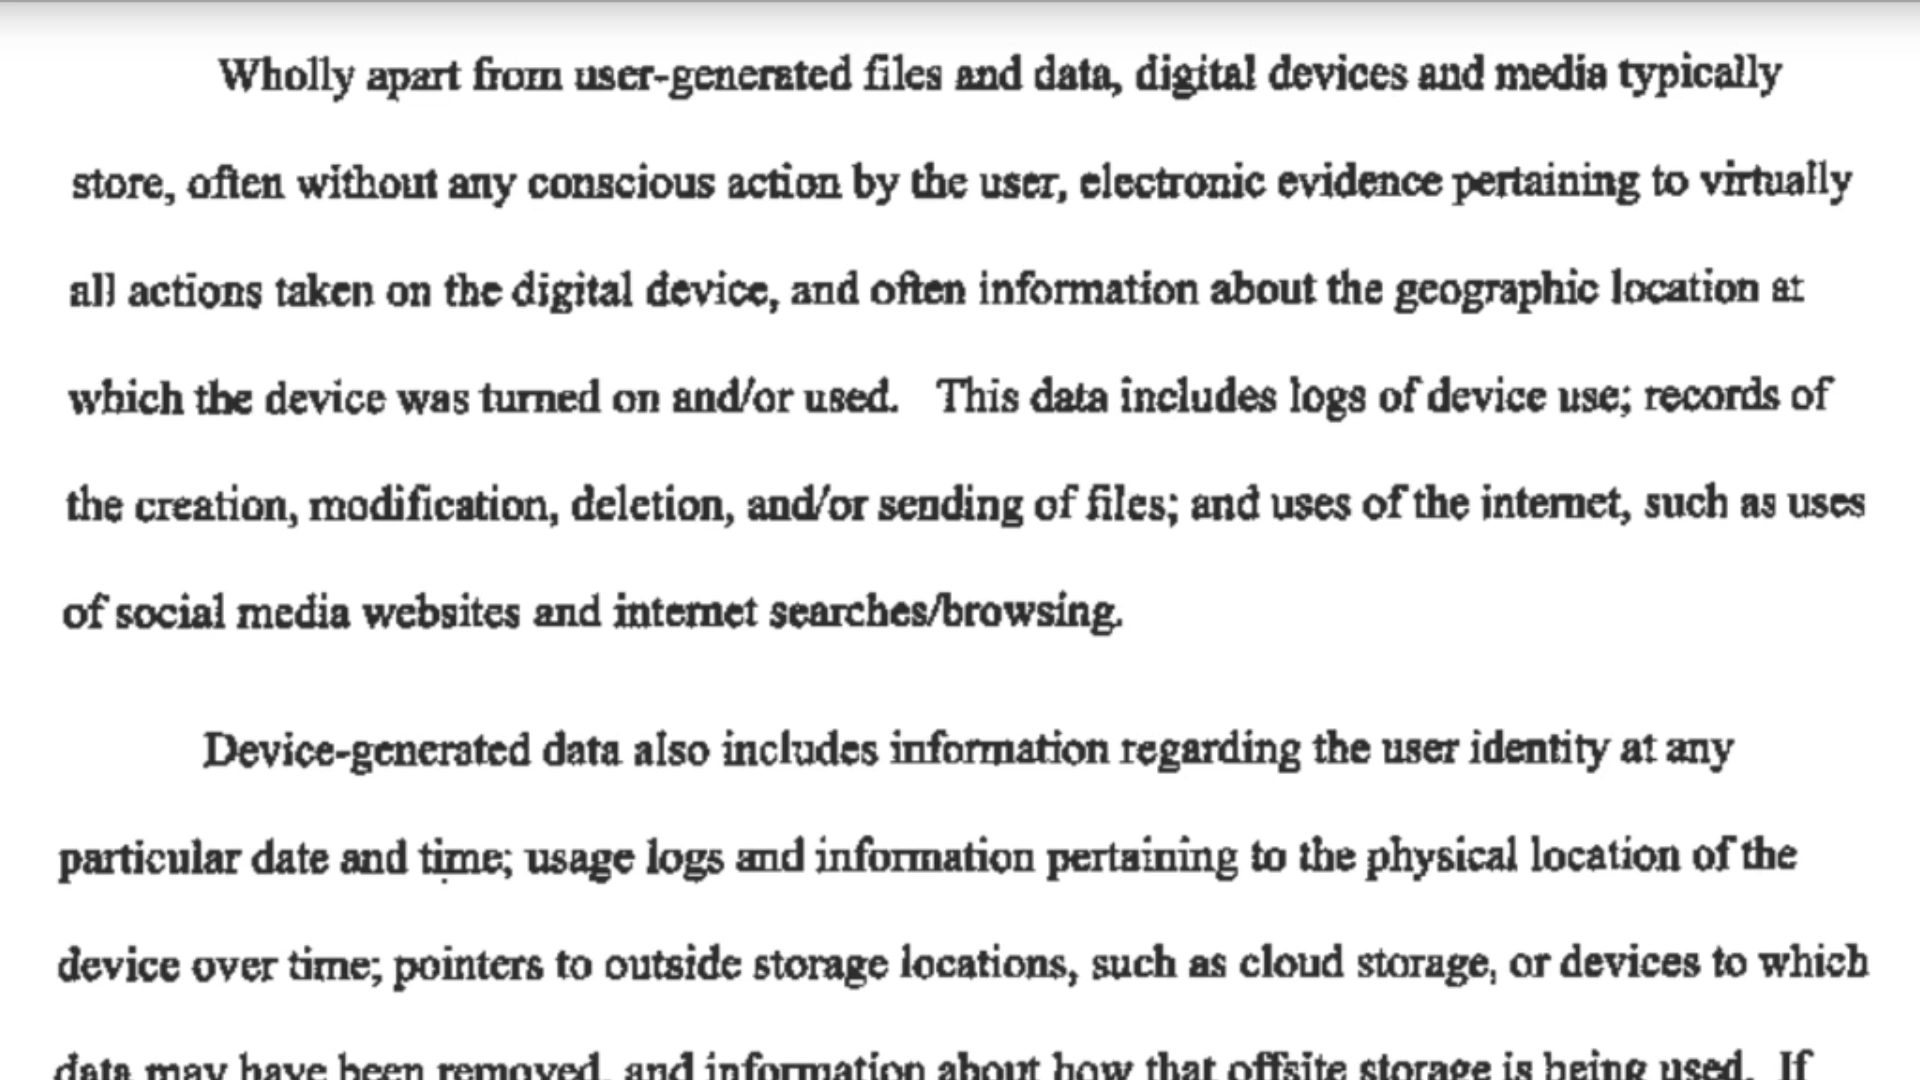 Wholly apart from user-generated files and data, digital devices and media typically
store, often without any conscious action by the user, electronic evidence pertaining to virtually
all actions taken on the digital device, and often information about the geographic location at
which the device was turned on and/or used. This data includes logs of device use; records of
the creation, modification, deletion, and/or sending of files; and uses of the internet, such as uses
of social media websites and internet searches/browsing.
Device-generated data also includes information regarding the user identity at any
particular date and time; usage logs and information pertaining to the physical location of the
device over time; pointers to outside storage locations, such as cloud storage, or devices to which
data may have been removed, and information about how that offsite storage is being used. If